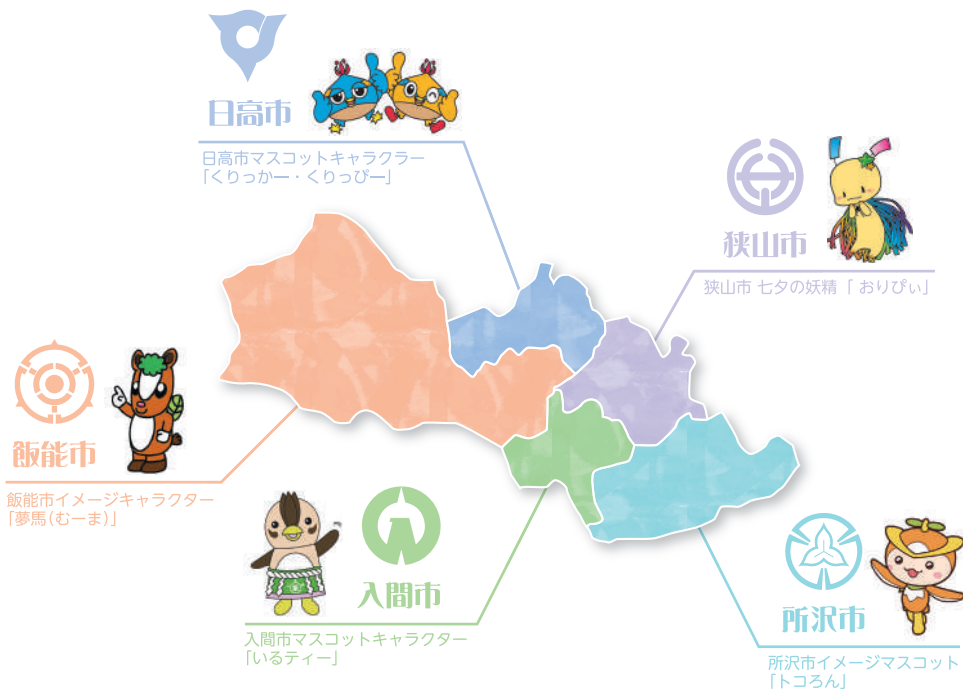 日高市
日高市マスコットキャラクラー
「くりっかー・くりっぴー」
狭山市
狭山市 七夕の妖精「 おりぴぃ」
飯能市
飯能市イメージキャラクター
「夢馬(むーま)」
入間市
入間市マスコットキャラクター
「いるティー」
所沢市
所沢市イメージマスコット
「トコろん」